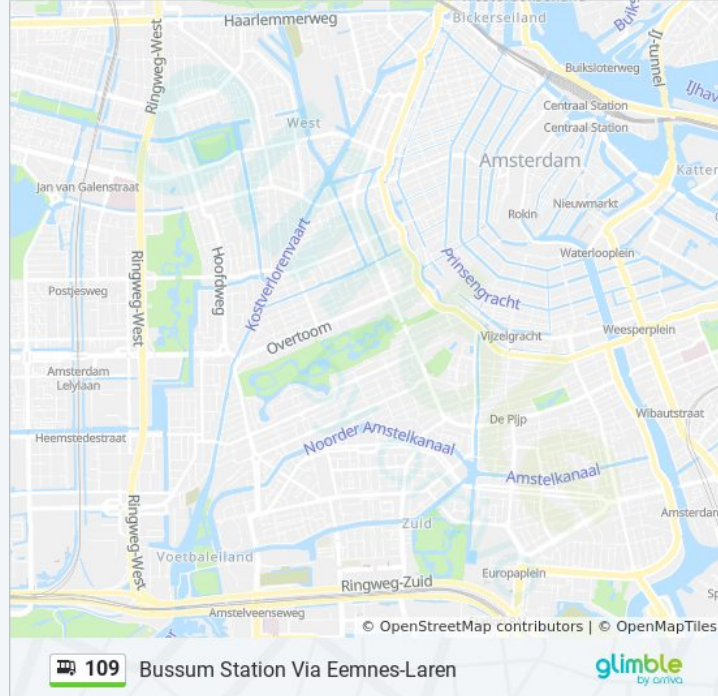 Haarlemmerweg
Bickerseiland
Ringweg-West
IJ-tunnel
Buiksloterweg
Centraal Station
Centraal Station
West
Amsterdam
Jan van Galenstraat
Rokin
Nieuwmarkt
Waterlooplein
Hoofdweg
Kostverlorenvaart
Prinsengracht
Ringweg-West
Postjesweg
Overtoom
Vijzelgracht
Weesperplein
Amsterdam
Lelylaan
De Pijp
Wibautstraat
Heemstedestraat
Noorder Amstelkanaal
Amstelkanaal
Ringweg-West
Zuid
Amsterdam
Voetbaleiland
Europaplein
Ringweg-Zuid
Amstelveenseweg
© OpenStreetMap contributors | © OpenMapTiles
109 Bussum Station Via Eemnes-Laren
glimble
by arriva